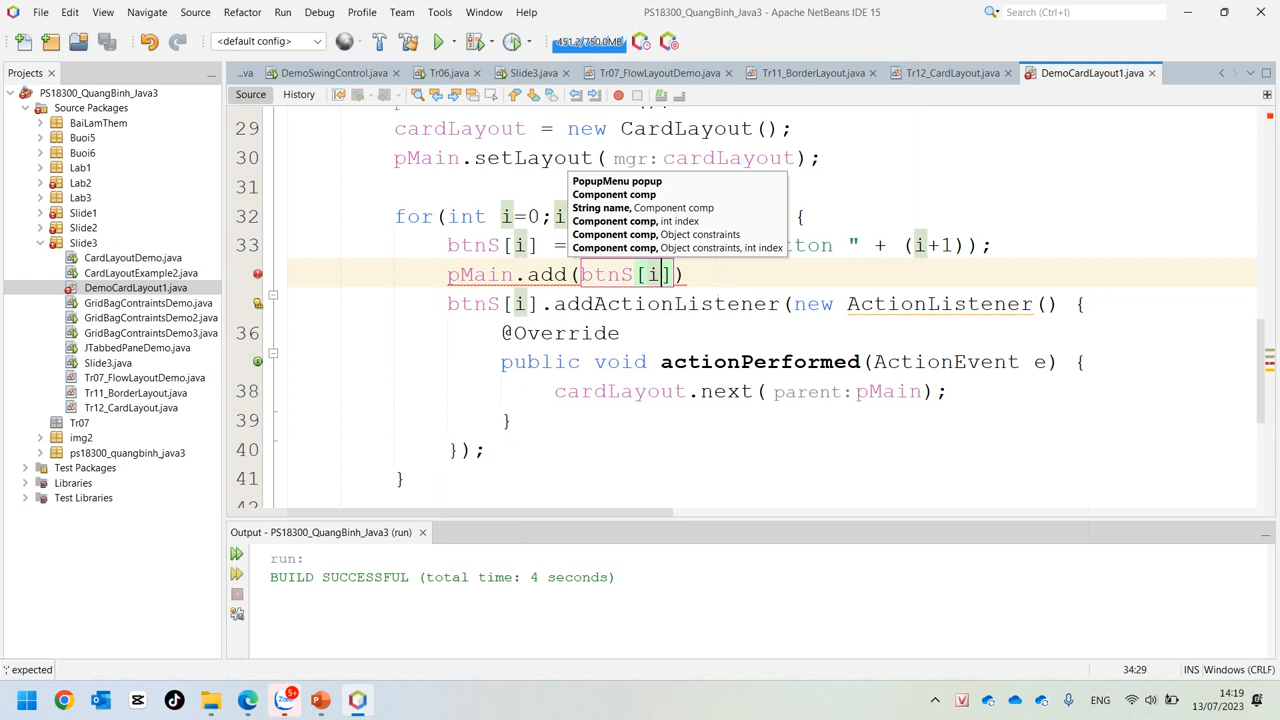 File Edit View Navigate Source Refactor Run Debug Profile Team Tools Window Help
PS18300_QuangBinh_Java3 - Apache NetBeans IDE 15
Search (Ctrl+I)
<default config>
451.2/750.0MB
Projects
...va DemoSwingControl.java Tr06.java Slide3.java Tr07_FlowLayoutDemo.java Tr11_BorderLayout.java Tr12_CardLayout.java DemoCardLayout1.java
PS18300_QuangBinh_Java3
Source Packages
BaiLamThem
Buoi5
Buoi6
Lab1
Lab2
Lab3
Slide1
Slide2
Slide3
CardLayoutDemo.java
CardLayoutExample2.java
DemoCardLayout1.java
GridBagContraintsDemo.java
GridBagContraintsDemo2.java
GridBagContraintsDemo3.java
JTabbedPaneDemo.java
Slide3.java
Tr07_FlowLayoutDemo.java
Tr11_BorderLayout.java
Tr12_CardLayout.java
Tr07
img2
ps18300_quangbinh_java3
Test Packages
Libraries
Test Libraries
Source History
29 cardLayout = new CardLayout();
30 pMain.setLayout( mgr: cardLayout);
31
PopupMenu popup
Component comp
String name, Component comp
Component comp, int index
Component comp, Object constraints
Component comp, Object constraints, int index
32 for(int i=0;i {
33 btnS[i] = tton " + (i+1));
pMain.add(btnS[i])
btnS[i].addActionListener(new ActionListener() {
36 @Override
public void actionPerformed(ActionEvent e) {
38 cardLayout.next( parent: pMain);
39 }
40 });
41 }
Output - PS18300_QuangBinh_Java3 (run)
run:
BUILD SUCCESSFUL (total time: 4 seconds)
';' expected
34:29
INS
Windows (CRLF)
5+
Zalo
ENG
14:19
13/07/2023